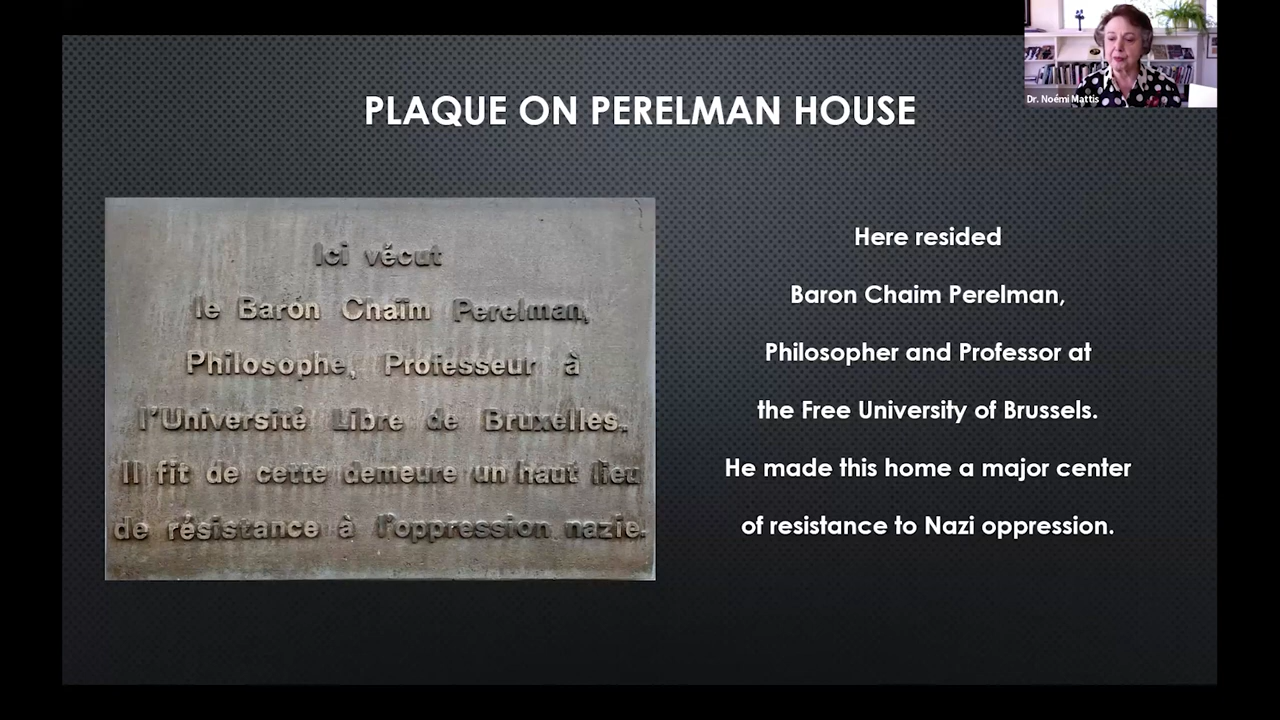 Dr. Noémi Mattis
PLAQUE ON PERELMAN HOUSE
Ici vécut
le Baron Chaïm Perelman,
Philosophe, Professeur à
l'Université Libre de Bruxelles.
Il fit de cette demeure un haut lieu
de résistance à l'oppression nazie.
Here resided
Baron Chaim Perelman,
Philosopher and Professor at
the Free University of Brussels.
He made this home a major center
of resistance to Nazi oppression.